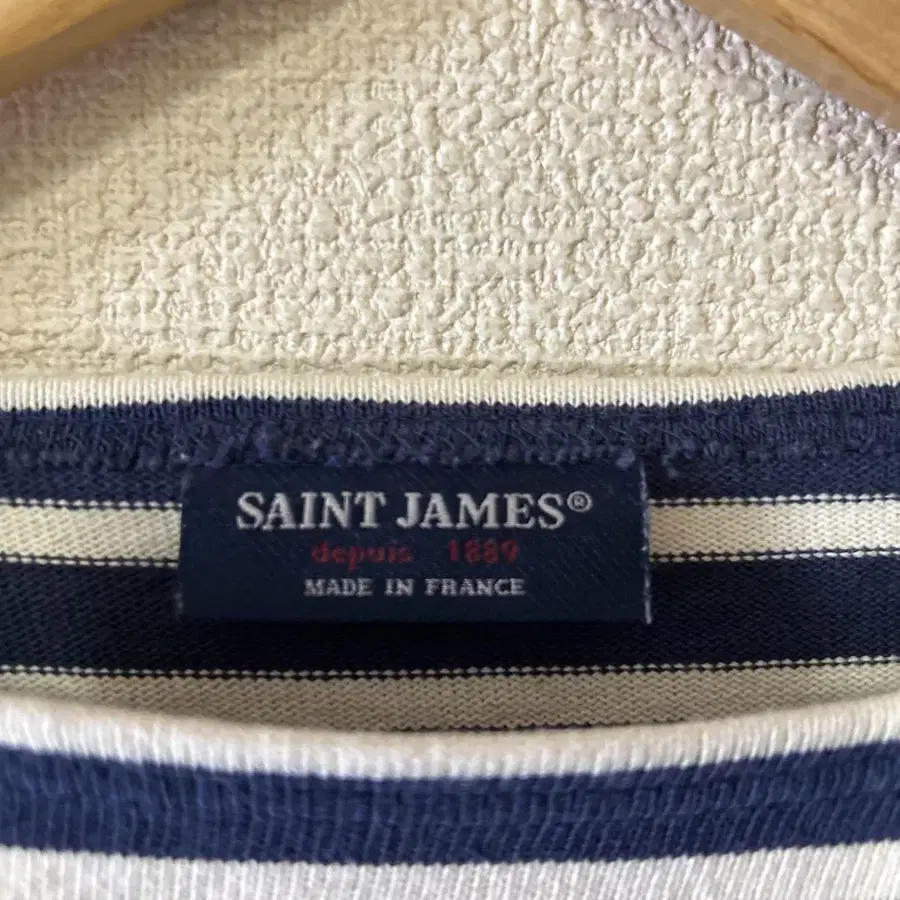 SAINT JAMES®
depuis 1889
MADE IN FRANCE